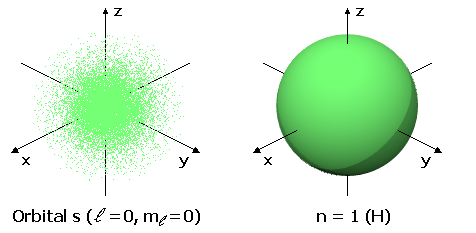 z
x
y
Orbital s (ℓ=0, mℓ=0)
z
x
y
n = 1 (H)